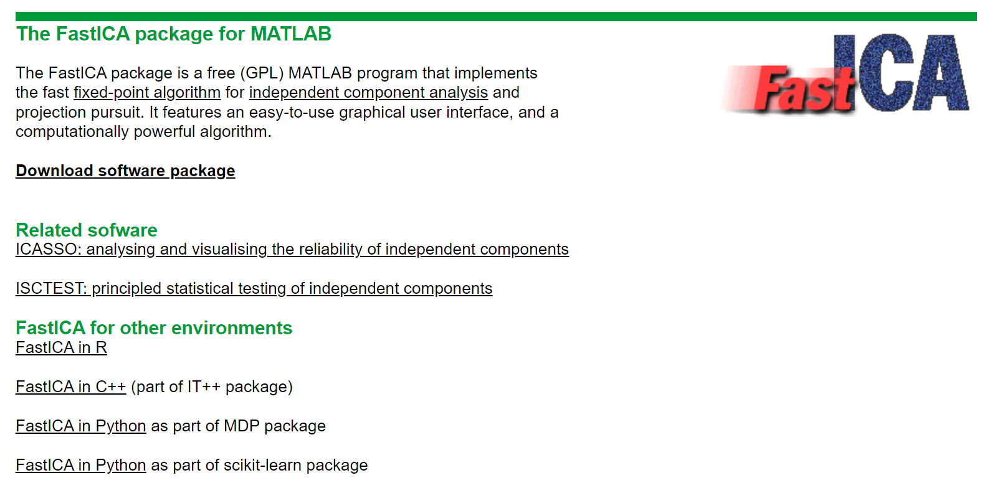 The FastICA package for MATLAB
FastICA
The FastICA package is a free (GPL) MATLAB program that implements
the fast fixed-point algorithm for independent component analysis and
projection pursuit. It features an easy-to-use graphical user interface, and a
computationally powerful algorithm.
Download software package
Related sofware
ICASSO: analysing and visualising the reliability of independent components
ISCTEST: principled statistical testing of independent components
FastICA for other environments
FastICA in R
FastICA in C++ (part of IT++ package)
FastICA in Python as part of MDP package
FastICA in Python as part of scikit-learn package